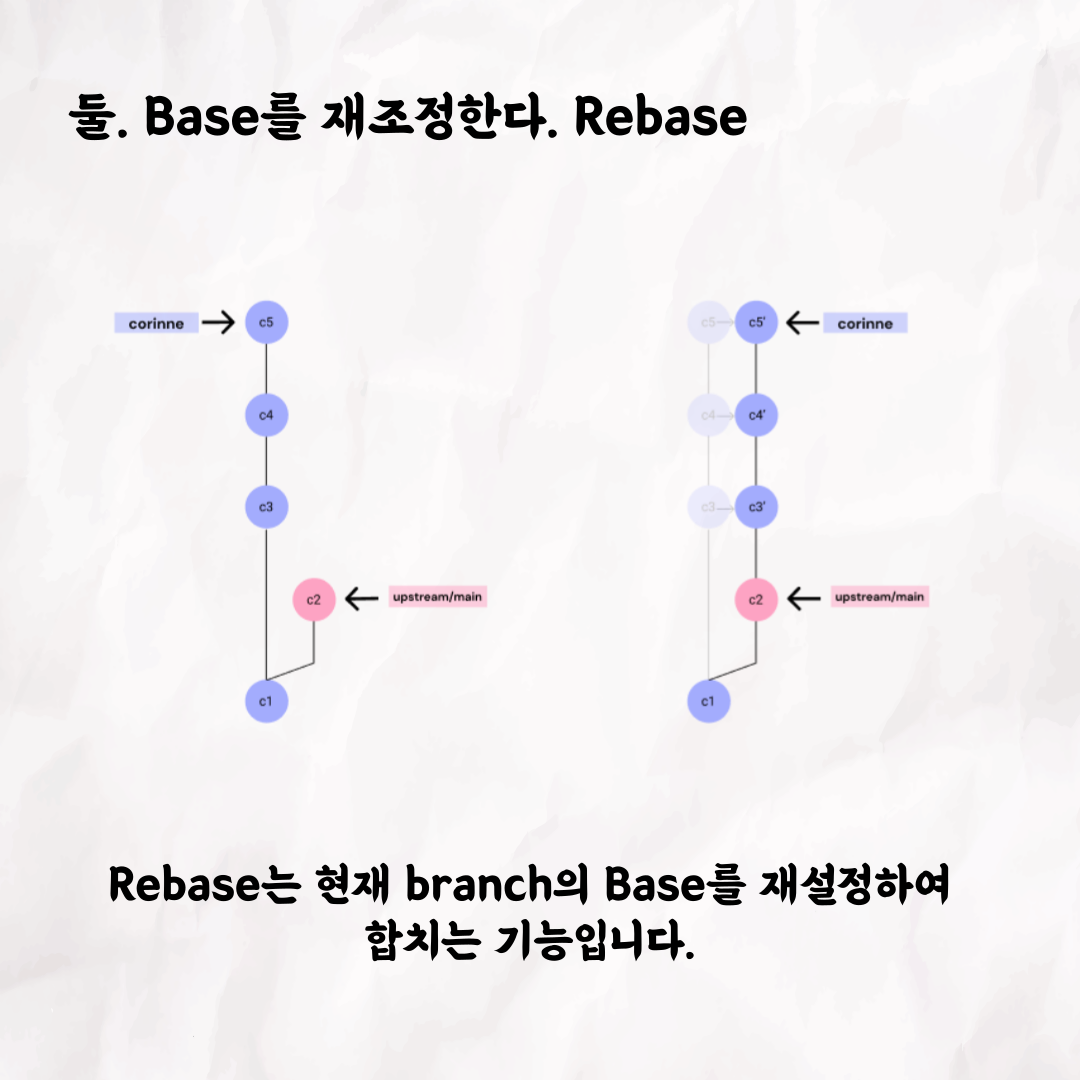 둘. Base를 재조정한다. Rebase
corinne
c5
c4
c3
c2
upstream/main
c1
c5
c5'
corinne
c4
c4'
c3
c3'
c2
upstream/main
c1
Rebase는 현재 branch의 Base를 재설정하여
합치는 기능입니다.